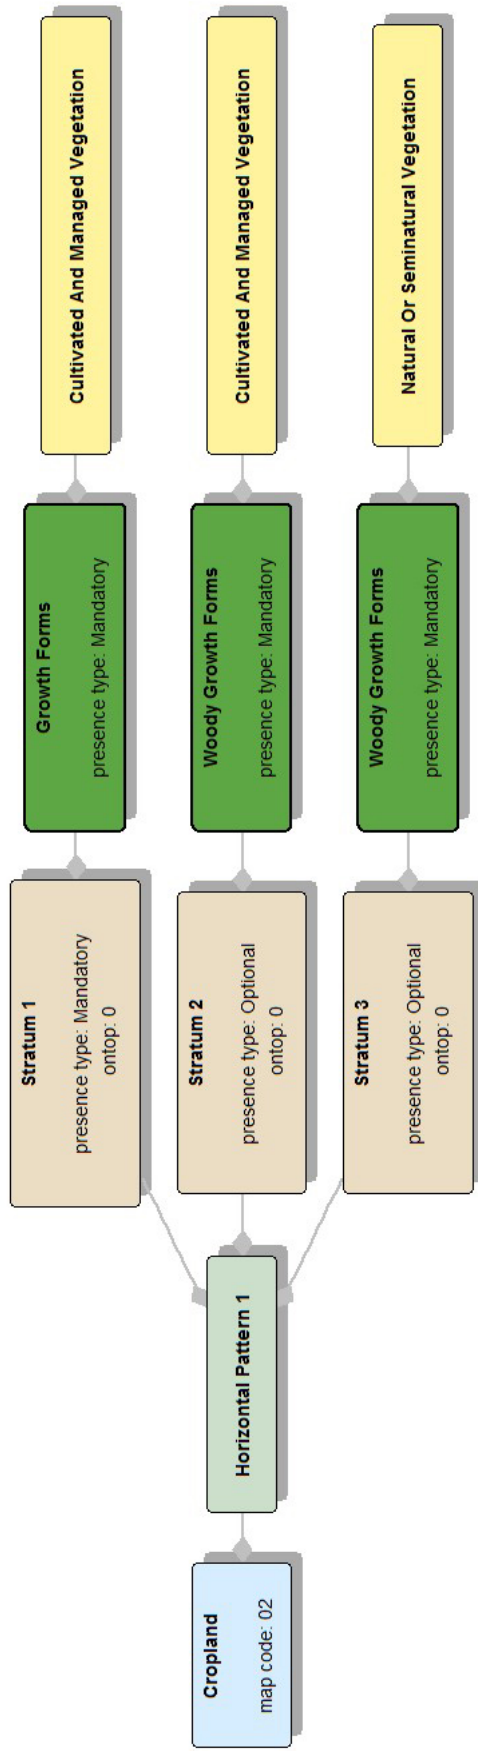 Cropland
map code: 02
Horizontal Pattern 1
Stratum 1
presence type: Mandatory
ontop: 0
Growth Forms
presence type: Mandatory
Cultivated And Managed Vegetation
Stratum 2
presence type: Optional
ontop: 0
Woody Growth Forms
presence type: Mandatory
Cultivated And Managed Vegetation
Stratum 3
presence type: Optional
ontop: 0
Woody Growth Forms
presence type: Mandatory
Natural Or Seminatural Vegetation